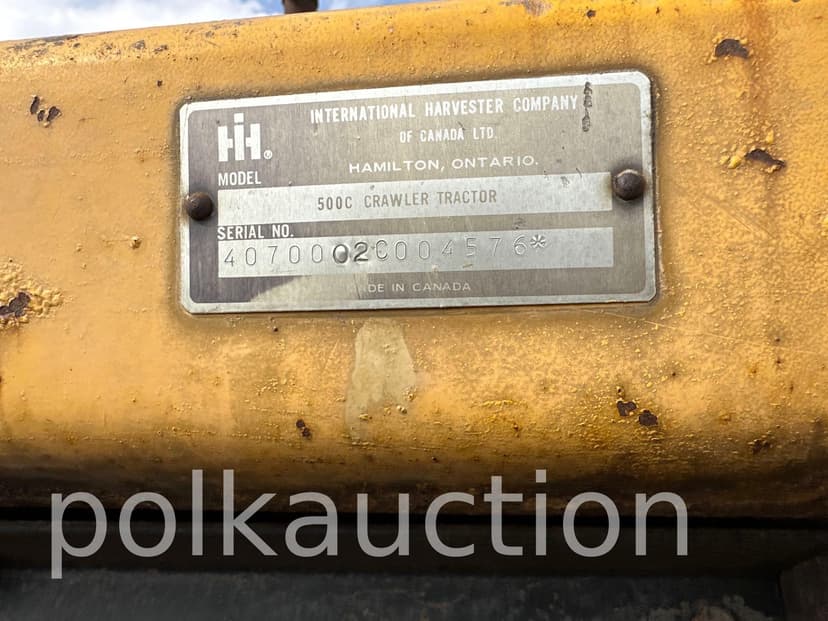 INTERNATIONAL HARVESTER COMPANY
OF CANADA LTD.
HAMILTON, ONTARIO.
IH®
MODEL
500C CRAWLER TRACTOR
SERIAL NO.
4070002C004576*
MADE IN CANADA
polkauction